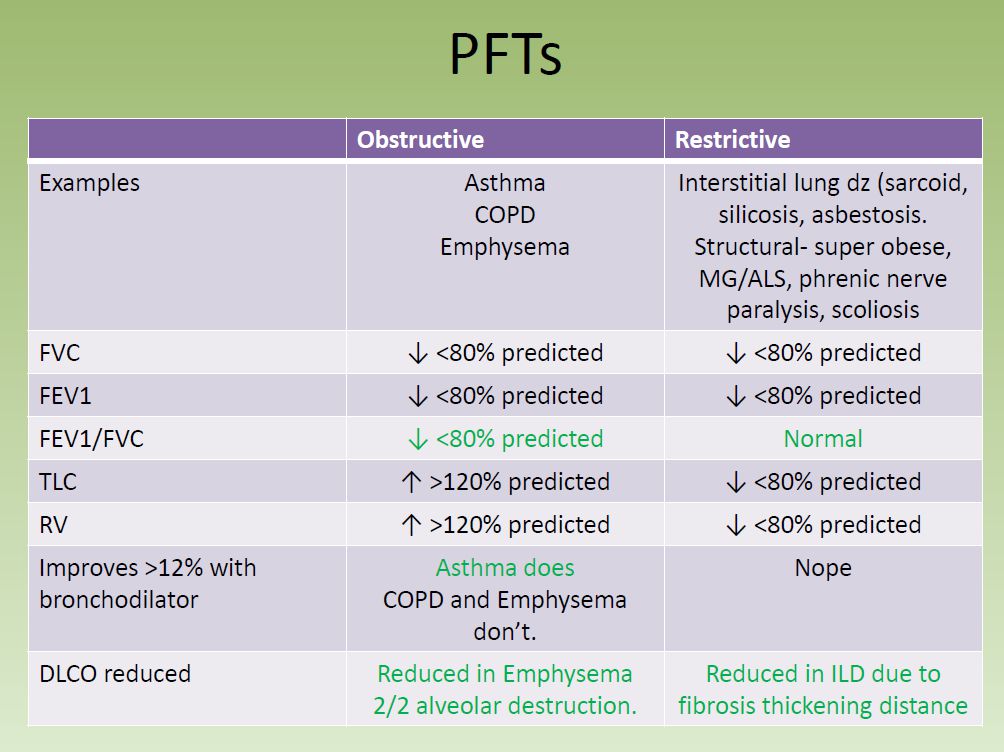 PFTs
Obstructive
Restrictive
Examples
Asthma
COPD
Emphysema
Interstitial lung dz (sarcoid,
silicosis, asbestosis.
Structural- super obese,
MG/ALS, phrenic nerve
paralysis, scoliosis
FVC
↓ <80% predicted
↓ <80% predicted
FEV1
↓ <80% predicted
↓ <80% predicted
FEV1/FVC
↓ <80% predicted
Normal
TLC
↑ >120% predicted
↓ <80% predicted
RV
↑ >120% predicted
↓ <80% predicted
Improves >12% with
bronchodilator
Asthma does
COPD and Emphysema
don’t.
Nope
DLCO reduced
Reduced in Emphysema
2/2 alveolar destruction.
Reduced in ILD due to
fibrosis thickening distance